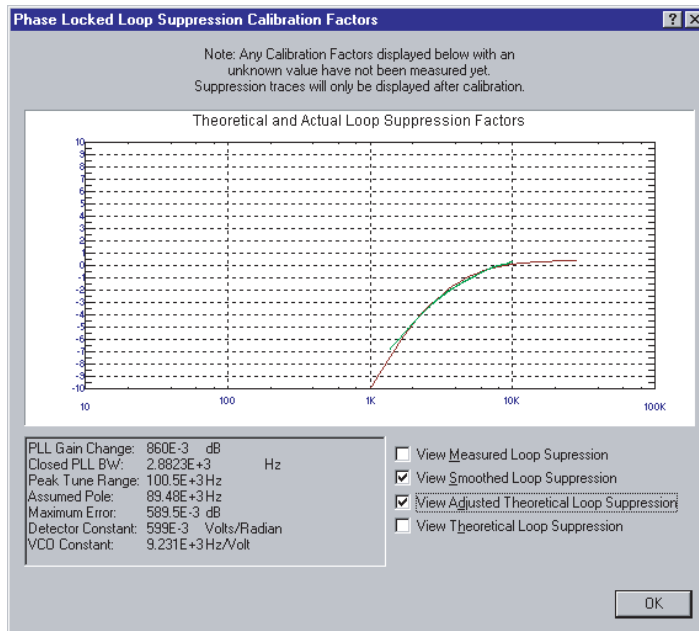 Phase Locked Loop Suppression Calibration Factors
Note: Any Calibration Factors displayed below with an
unknown value have not been measured yet.
Suppression traces will only be displayed after calibration.
Theoretical and Actual Loop Suppression Factors
10
9
8
7
6
5
4
3
2
1
0
-1
-2
-3
-4
-5
-6
-7
-8
-9
-10
10
100
1K
10K
100K
PLL Gain Change: 860E-3 dB
Closed PLL BW: 2.8823E+3 Hz
Peak Tune Range: 100.5E+3 Hz
Assumed Pole: 89.48E+3 Hz
Maximum Error: 589.5E-3 dB
Detector Constant: 599E-3 Volts/Radian
VCO Constant: 9.231E+3 Hz/Volt
View Measured Loop Supression
View Smoothed Loop Suppression
View Adjusted Theoretical Loop Suppression
View Theoretical Loop Suppression
OK